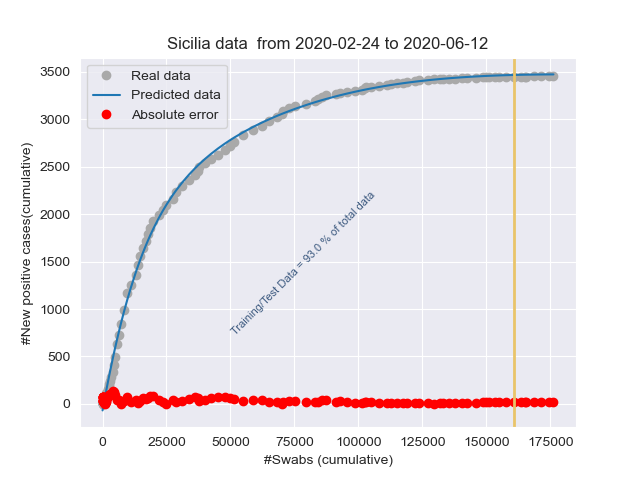 Sicilia data  from 2020-02-24 to 2020-06-12
#New positive cases(cumulative)
3500
3000
2500
2000
1500
1000
500
0
Real data
Predicted data
Absolute error
Training/Test Data = 93.0 % of total data
0
25000
50000
75000
100000
125000
150000
175000
#Swabs (cumulative)